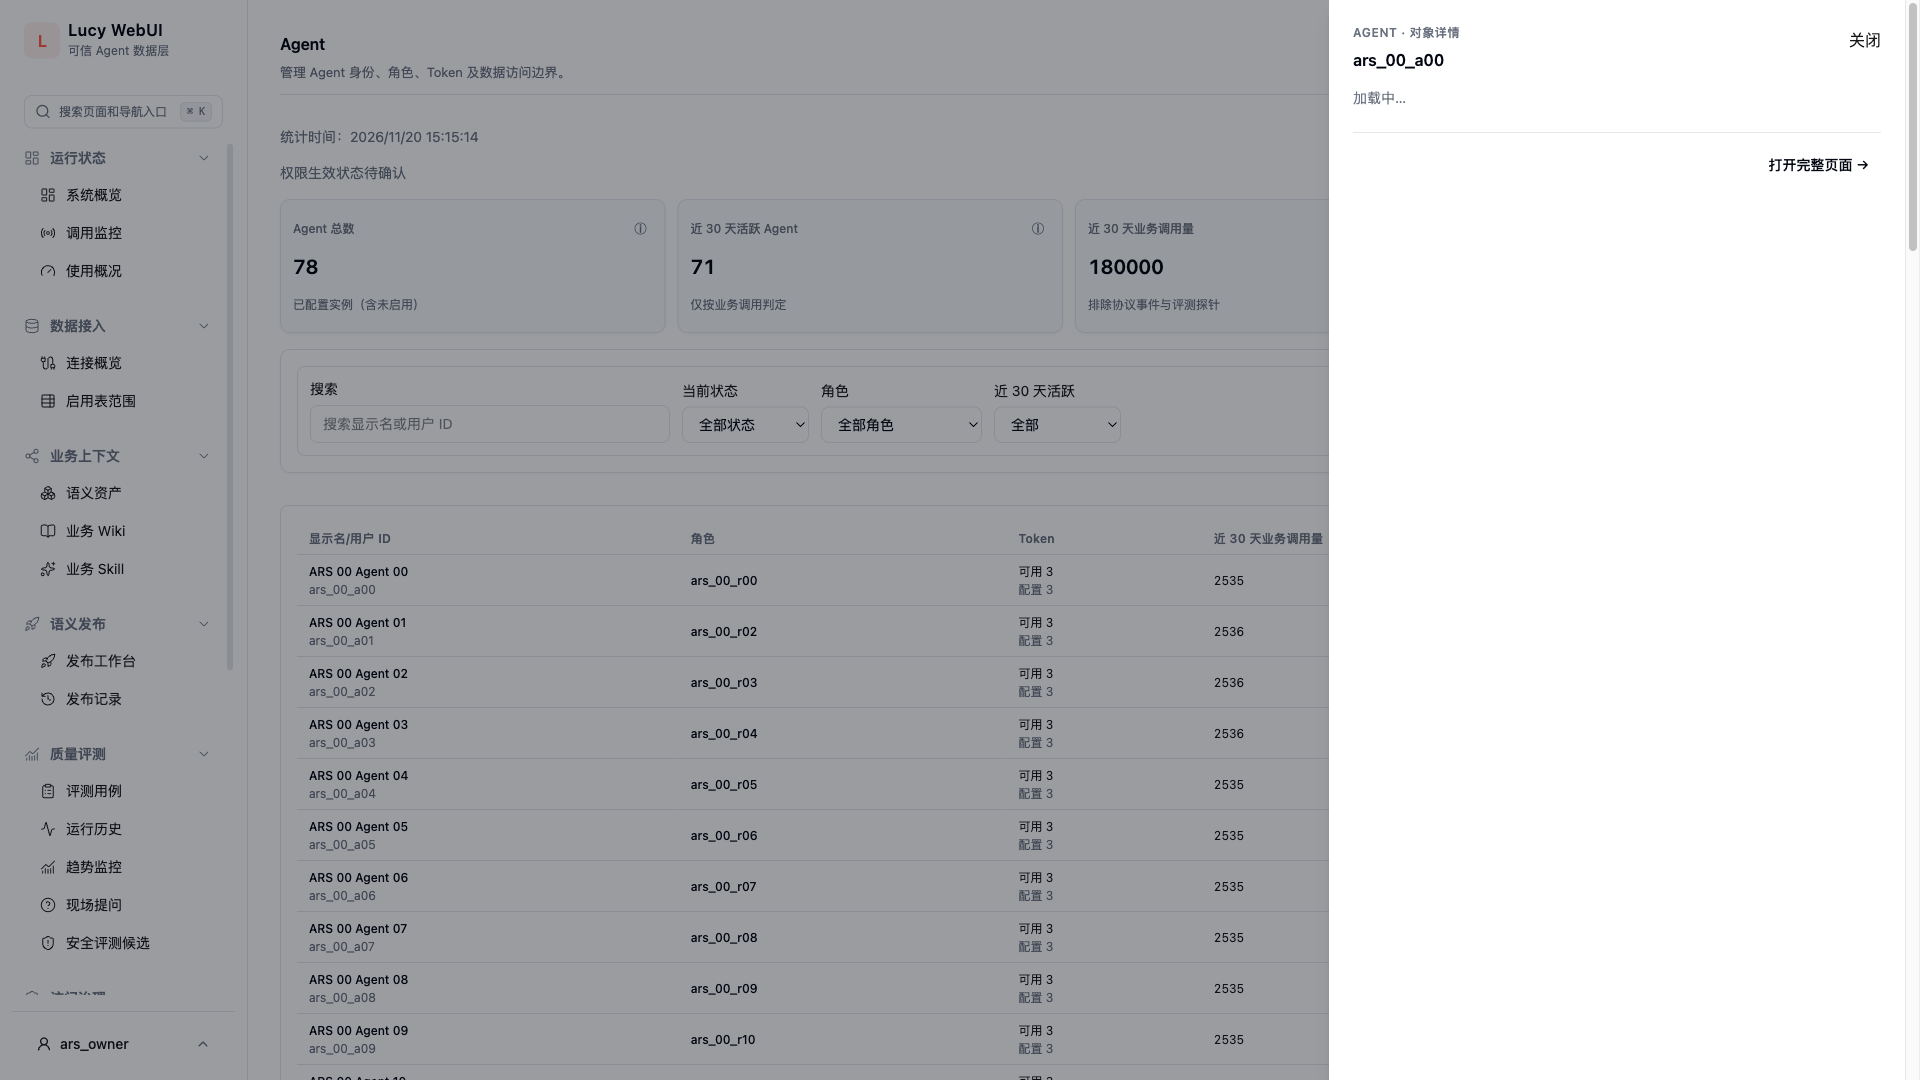 L
Lucy WebUI
可信 Agent 数据层
搜索页面和导航入口 ⌘ K
运行状态
系统概览
调用监控
使用概况
数据接入
连接概览
启用表范围
业务上下文
语义资产
业务 Wiki
业务 Skill
语义发布
发布工作台
发布记录
质量评测
评测用例
运行历史
趋势监控
现场提问
安全评测候选
ars_owner
Agent
管理 Agent 身份、角色、Token 及数据访问边界。
统计时间：2026/11/20 15:15:14
权限生效状态待确认
Agent 总数
78
已配置实例（含未启用）
近 30 天活跃 Agent
71
仅按业务调用判定
近 30 天业务调用量
180000
排除协议事件与评测探针
搜索
搜索显示名或用户 ID
当前状态
全部状态
角色
全部角色
近 30 天活跃
全部
显示名/用户 ID 角色 Token 近 30 天业务调用量
ARS 00 Agent 00
ars_00_a00
ars_00_r00
可用 3
配置 3
2535
ARS 00 Agent 01
ars_00_a01
ars_00_r02
可用 3
配置 3
2536
ARS 00 Agent 02
ars_00_a02
ars_00_r03
可用 3
配置 3
2536
ARS 00 Agent 03
ars_00_a03
ars_00_r04
可用 3
配置 3
2536
ARS 00 Agent 04
ars_00_a04
ars_00_r05
可用 3
配置 3
2535
ARS 00 Agent 05
ars_00_a05
ars_00_r06
可用 3
配置 3
2535
ARS 00 Agent 06
ars_00_a06
ars_00_r07
可用 3
配置 3
2535
ARS 00 Agent 07
ars_00_a07
ars_00_r08
可用 3
配置 3
2535
ARS 00 Agent 08
ars_00_a08
ars_00_r09
可用 3
配置 3
2535
ARS 00 Agent 09
ars_00_a09
ars_00_r10
可用 3
配置 3
2535
AGENT · 对象详情
ars_00_a00
关闭
加载中...
打开完整页面 →